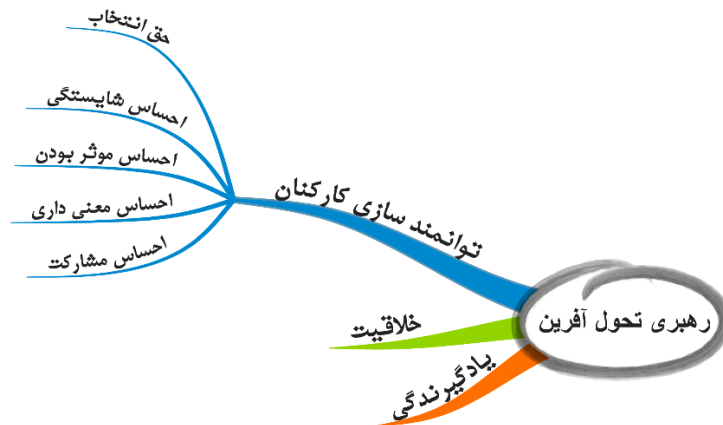 رهبری تحول آفرین
توانمند سازی کارکنان
حق انتخاب
احساس شایستگی
احساس موثر بودن
احساس معنی داری
احساس مشارکت
خلاقیت
یادگیرندگی